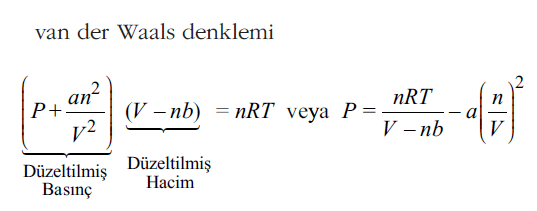 van der Waals denklemi
(P + an²/V²) (V – nb) = nRT veya P = nRT/(V – nb) – a(n/V)²
Düzeltilmiş Basınç
Düzeltilmiş Hacim